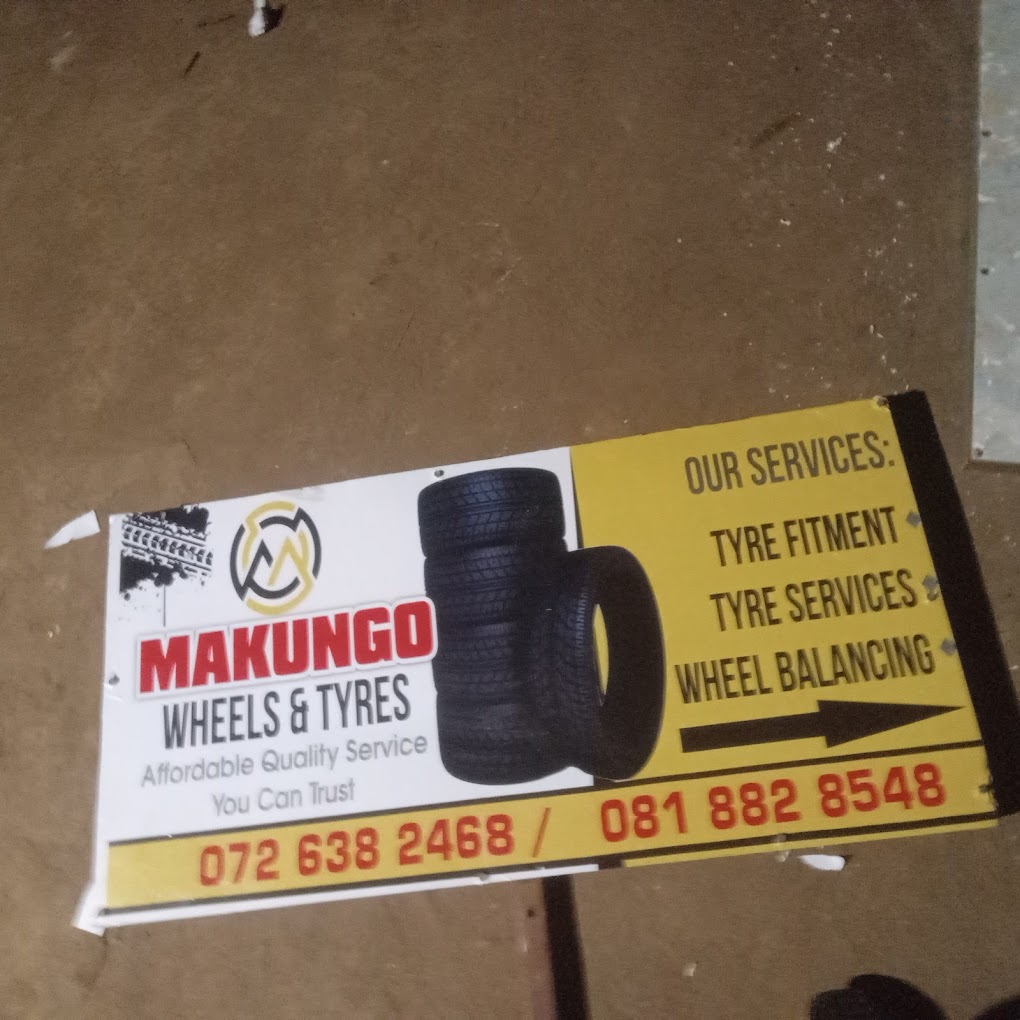 MAKUNGO
WHEELS & TYRES
Affordable Quality Service
You Can Trust
OUR SERVICES:
TYRE FITMENT
TYRE SERVICES
WHEEL BALANCING
072 638 2468 / 081 882 8548